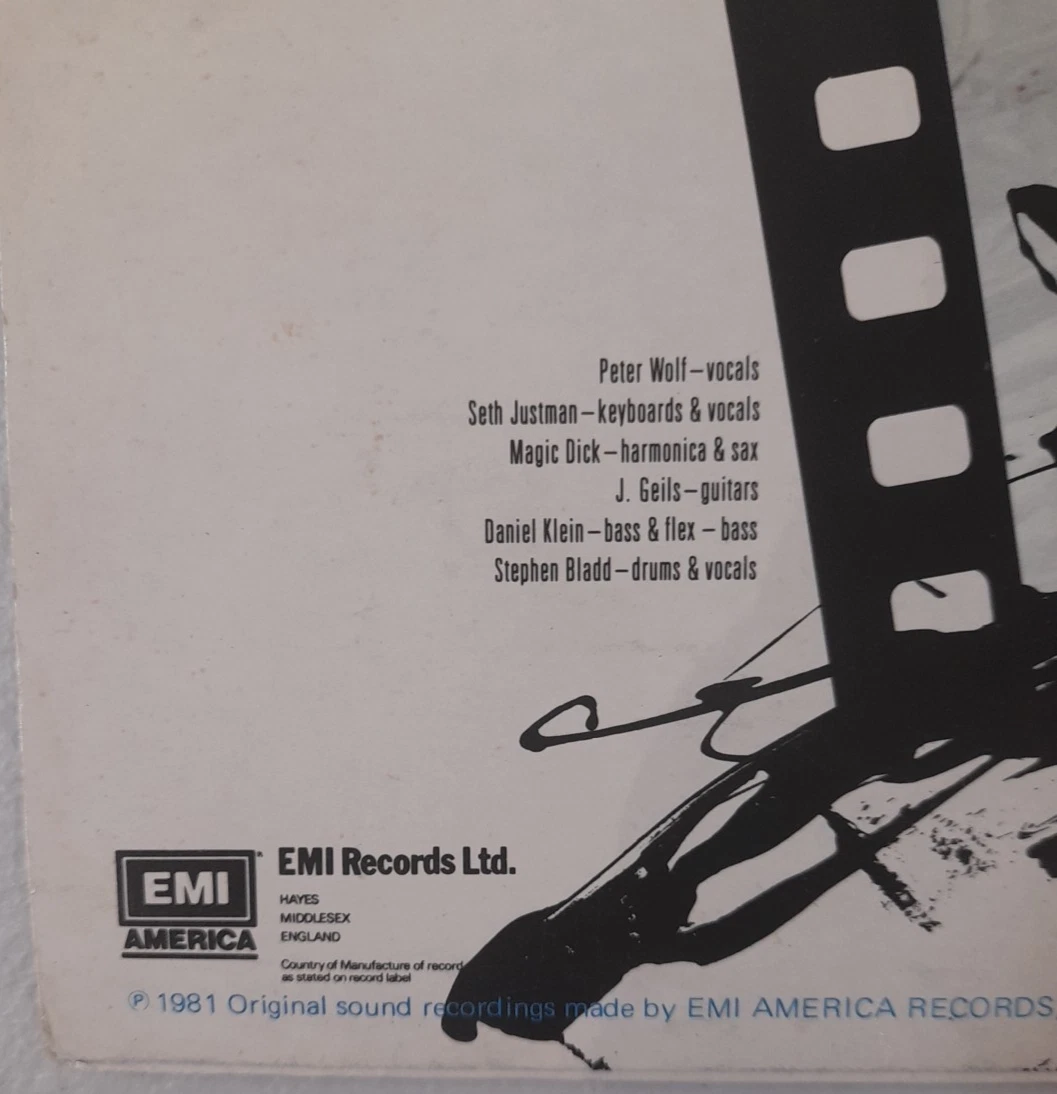 Peter Wolf—vocals
Seth Justman—keyboards & vocals
Magic Dick—harmonica & sax
J. Geils—guitars
Daniel Klein—bass & flex – bass
Stephen Bladd—drums & vocals
EMI
AMERICA
EMI Records Ltd.
HAYES
MIDDLESEX
ENGLAND
Country of Manufacture of record
as stated on record label
℗ 1981 Original sound recordings made by EMI AMERICA RECORDS,